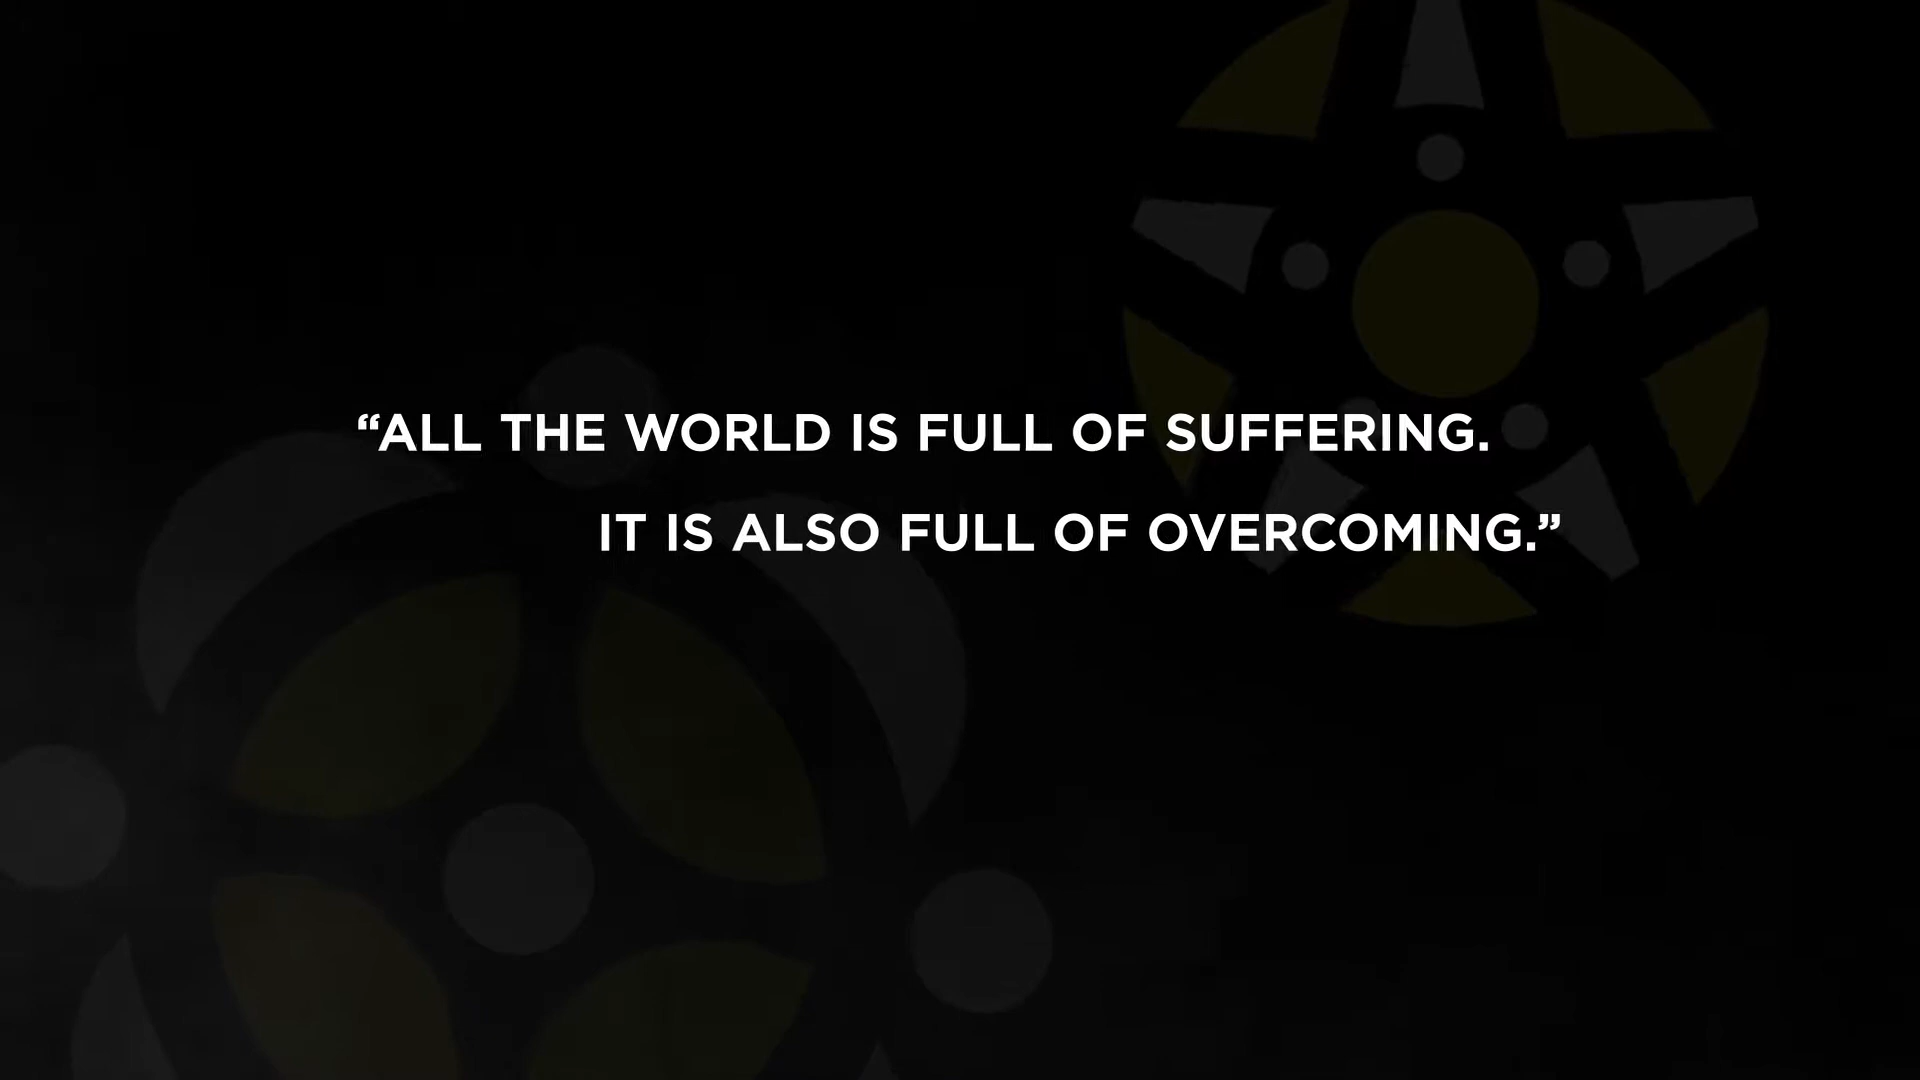 “ALL THE WORLD IS FULL OF SUFFERING.
IT IS ALSO FULL OF OVERCOMING.”